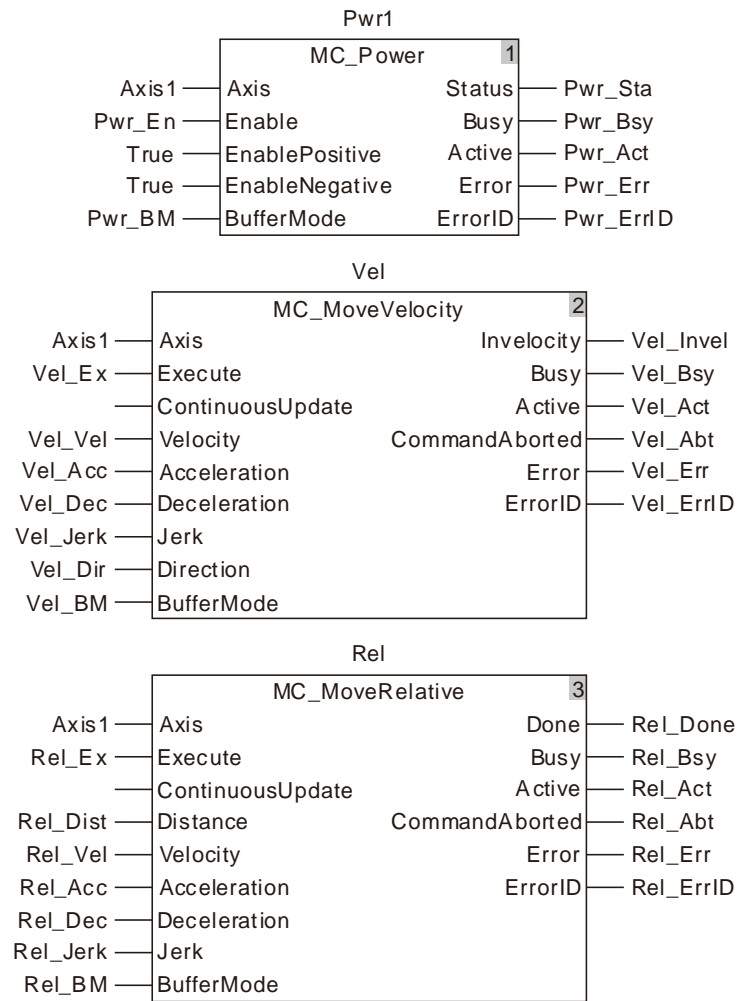 Pwr1
MC_Power 1
Axis1 Axis Status Pwr_Sta
Pwr_En Enable Busy Pwr_Bsy
True EnablePositive Active Pwr_Act
True EnableNegative Error Pwr_Err
Pwr_BM BufferMode ErrorID Pwr_ErrID
Vel
MC_MoveVelocity 2
Axis1 Axis Invelocity Vel_Invel
Vel_Ex Execute Busy Vel_Bsy
ContinuousUpdate Active Vel_Act
Vel_Vel Velocity CommandAborted Vel_Abt
Vel_Acc Acceleration Error Vel_Err
Vel_Dec Deceleration ErrorID Vel_ErrID
Vel_Jerk Jerk
Vel_Dir Direction
Vel_BM BufferMode
Rel
MC_MoveRelative 3
Axis1 Axis Done Rel_Done
Rel_Ex Execute Busy Rel_Bsy
ContinuousUpdate Active Rel_Act
Rel_Dist Distance CommandAborted Rel_Abt
Rel_Vel Velocity Error Rel_Err
Rel_Acc Acceleration ErrorID Rel_ErrID
Rel_Dec Deceleration
Rel_Jerk Jerk
Rel_BM BufferMode